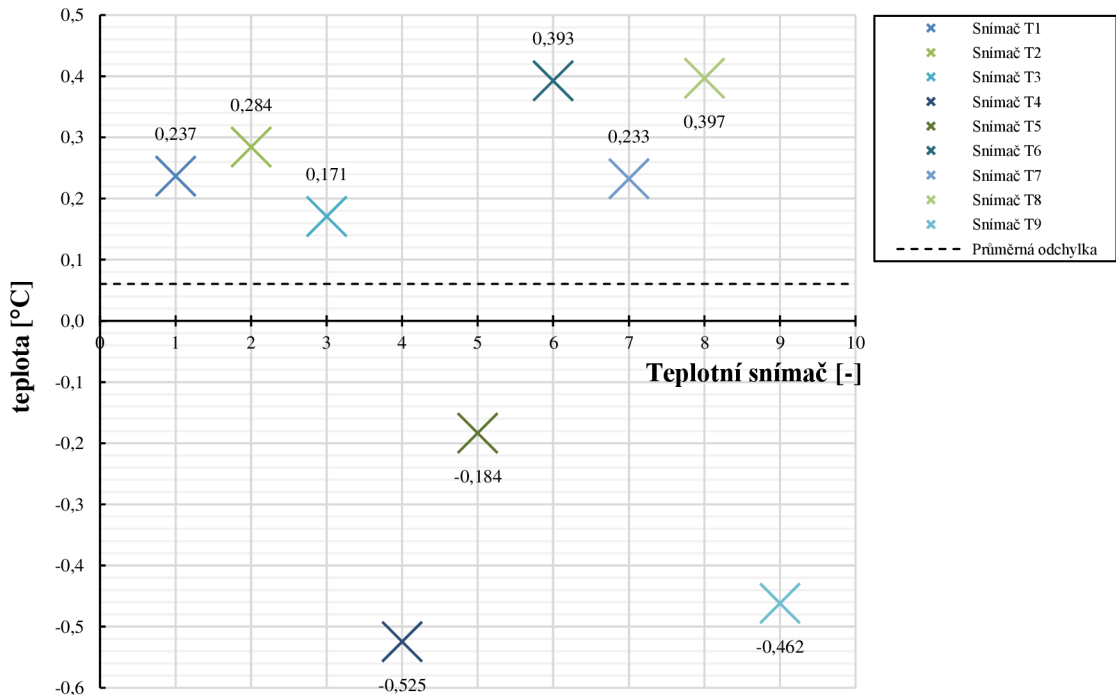 0,5
0,4
0,3
0,2
0,1
0,0
-0,1
-0,2
-0,3
-0,4
-0,5
-0,6
teplota [°C]
0 1 2 3 4 5 6 7 8 9 10
Teplotní snímač [-]
0,237
0,284
0,171
-0,525
-0,184
0,393
0,233
0,397
-0,462
Snímač T1
Snímač T2
Snímač T3
Snímač T4
Snímač T5
Snímač T6
Snímač T7
Snímač T8
Snímač T9
Průměrná odchylka